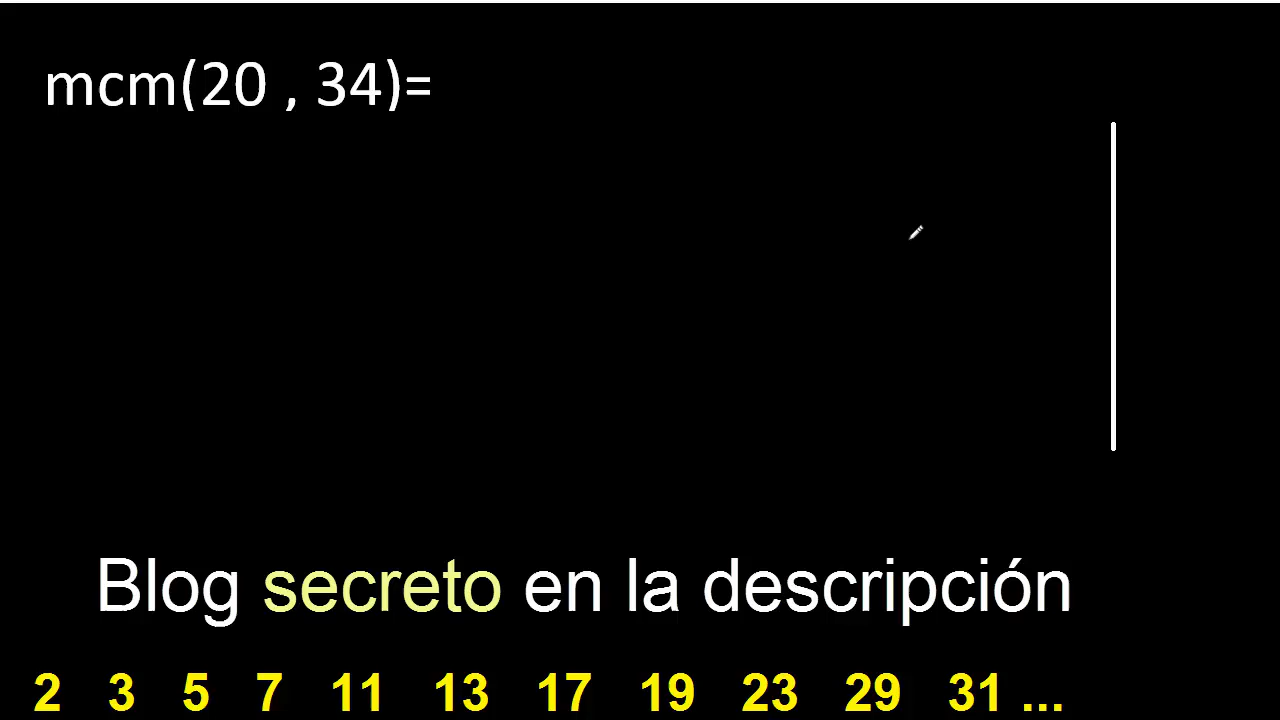 mcm(20 , 34)=
Blog secreto en la descripción
2 3 5 7 11 13 17 19 23 29 31 ...